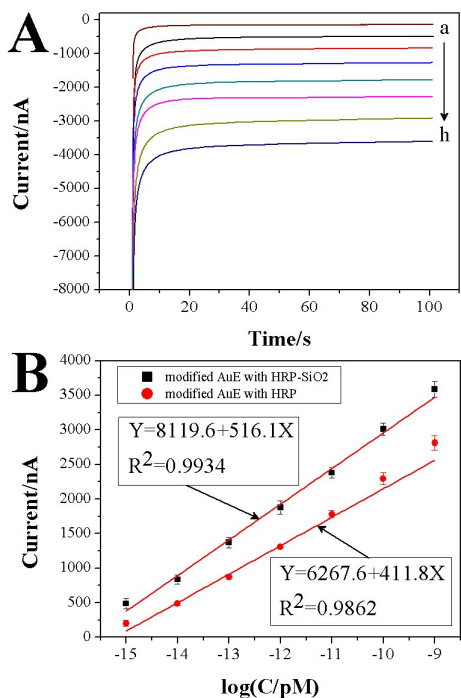 A
0
-1000
-2000
-3000
-4000
-5000
-6000
-7000
-8000
Current/nA
a
h
0 20 40 60 80 100
Time/s
B
4000
3500
3000
2500
2000
1500
1000
500
0
Current/nA
modified AuE with HRP-SiO2
modified AuE with HRP
Y=8119.6+516.1X
R²=0.9934
Y=6267.6+411.8X
R²=0.9862
-15 -14 -13 -12 -11 -10 -9
log(C/pM)